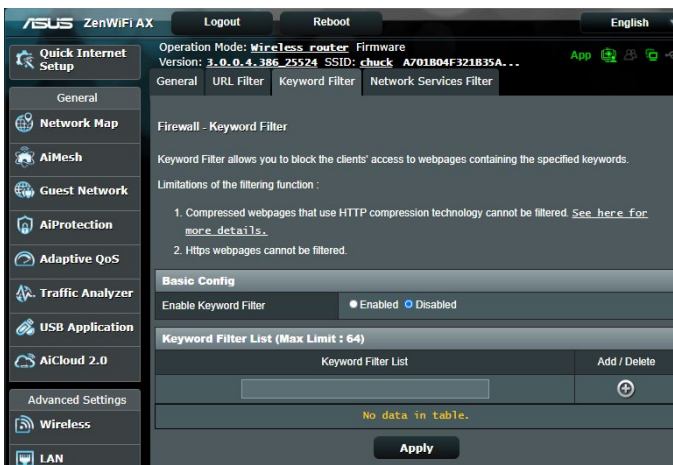 ASUS ZenWiFi AX Logout Reboot English
Quick Internet Setup
General
Network Map
AiMesh
Guest Network
AiProtection
Adaptive QoS
Traffic Analyzer
USB Application
AiCloud 2.0
Advanced Settings
Wireless
LAN
Operation Mode: Wireless router Firmware
Version: 3.0.0.4.386_25524 SSID: chuck A701B04F321B35A...
App
General URL Filter Keyword Filter Network Services Filter
Firewall - Keyword Filter
Keyword Filter allows you to block the clients' access to webpages containing the specified keywords.
Limitations of the filtering function :
1. Compressed webpages that use HTTP compression technology cannot be filtered. See here for
more details.
2. Https webpages cannot be filtered.
Basic Config
Enable Keyword Filter Enabled Disabled
Keyword Filter List (Max Limit : 64)
Keyword Filter List Add / Delete
No data in table.
Apply